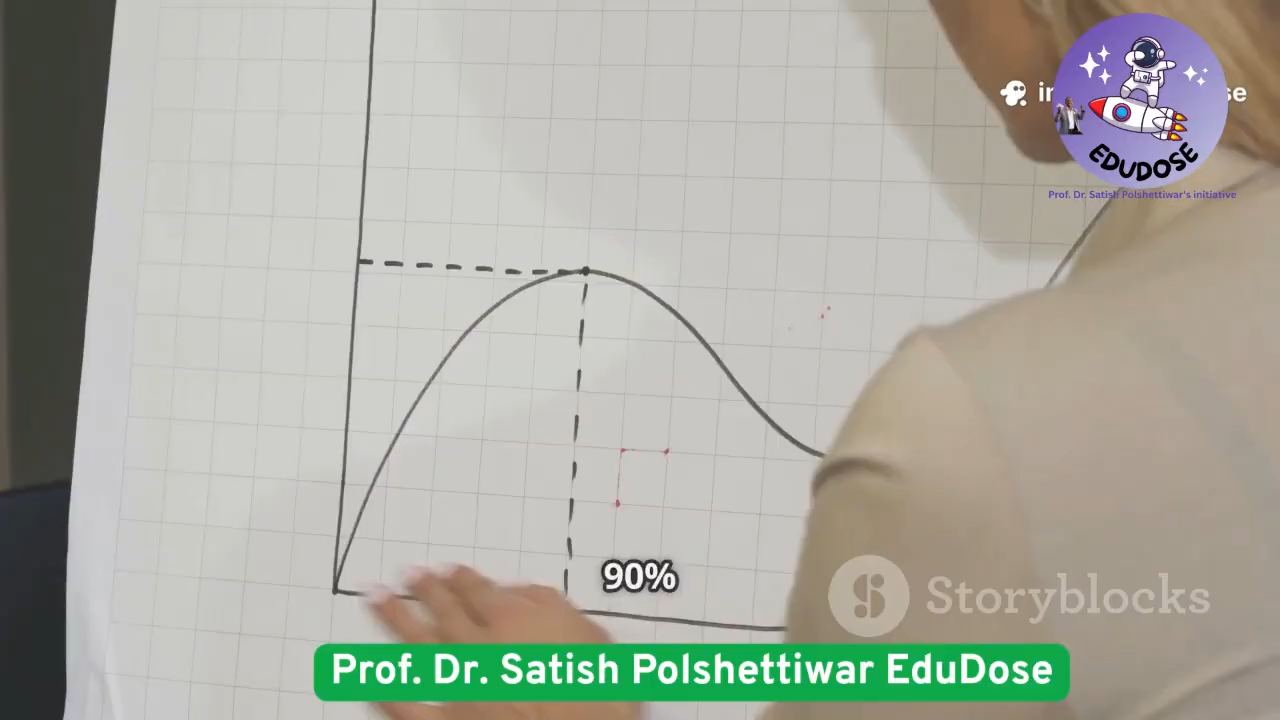 EDUDOSE
Prof. Dr. Satish Polshettiwar's initiative
90%
Storyblocks
Prof. Dr. Satish Polshettiwar EduDose